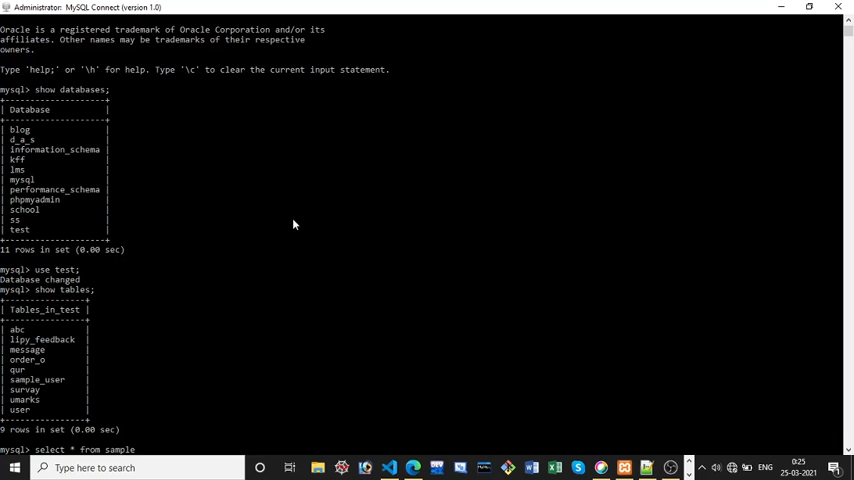 Administrator: MySQL Connect (version 1.0)
Oracle is a registered trademark of Oracle Corporation and/or its
affiliates. Other names may be trademarks of their respective
owners.
Type 'help;' or '\h' for help. Type '\c' to clear the current input statement.
mysql> show databases;
+--------------------+
| Database           |
+--------------------+
| blog               |
| d_a_s              |
| information_schema |
| kff                |
| lms                |
| mysql              |
| performance_schema |
| phpmyadmin         |
| school             |
| ss                 |
| test               |
+--------------------+
11 rows in set (0.00 sec)
mysql> use test;
Database changed
mysql> show tables;
+----------------+
| Tables_in_test |
+----------------+
| abc            |
| lipy_feedback  |
| message        |
| order_o        |
| qur            |
| sample_user    |
| survay         |
| umarks         |
| user           |
+----------------+
9 rows in set (0.00 sec)
mysql> select * from sample
Type here to search
ENG
0:25
25-03-2021